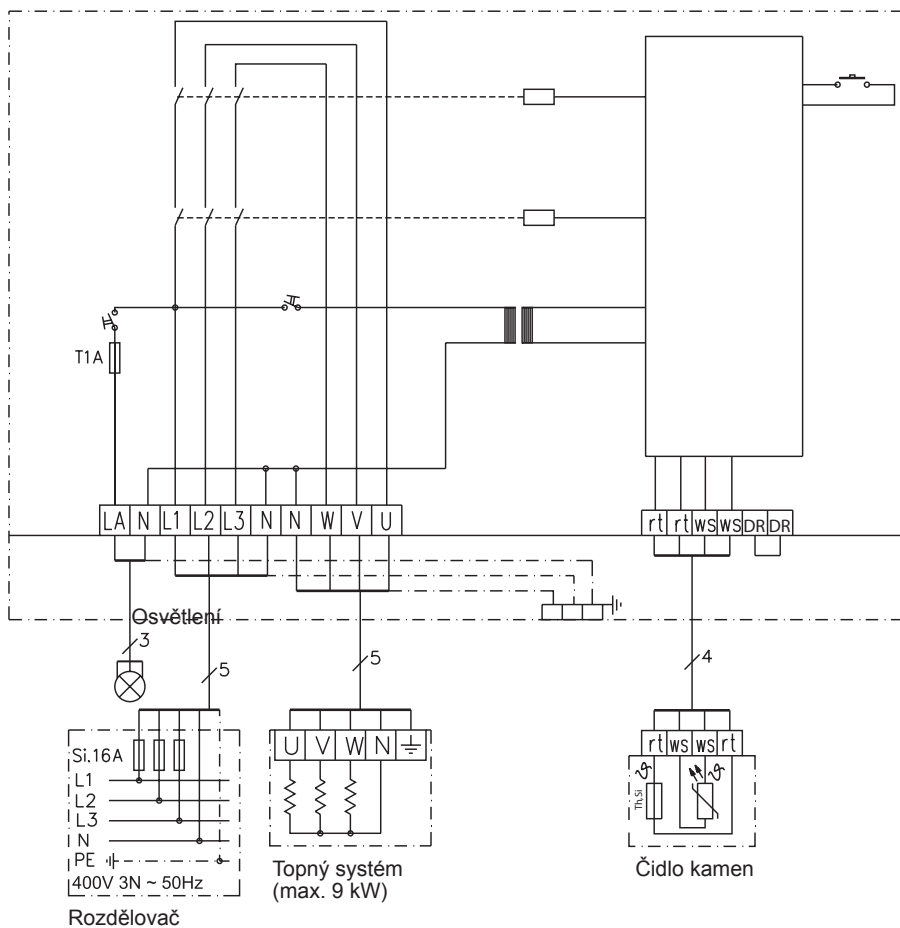 T1A
LA N L1 L2 L3 N N W V U
rt rt ws ws DR DR
Osvětlení
3
5
5
4
Si.16A
L1
L2
L3
N
PE
400V 3N ~ 50Hz
Rozdělovač
U V W N
Topný systém
(max. 9 kW)
rt ws ws rt
ϑ ϑ
Th.Si
Čidlo kamen